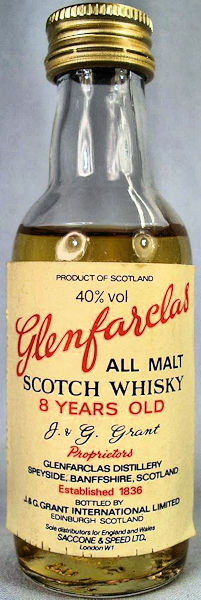 PRODUCT OF SCOTLAND
40% vol
Glenfarclas
ALL MALT
SCOTCH WHISKY
8 YEARS OLD
J. & G. Grant
Proprietors
GLENFARCLAS DISTILLERY
SPEYSIDE, BANFFSHIRE, SCOTLAND
Established 1836
BOTTLED BY
J.& G. GRANT INTERNATIONAL LIMITED
EDINBURGH SCOTLAND
Sole distributors for England and Wales
SACCONE & SPEED LTD.
London W1